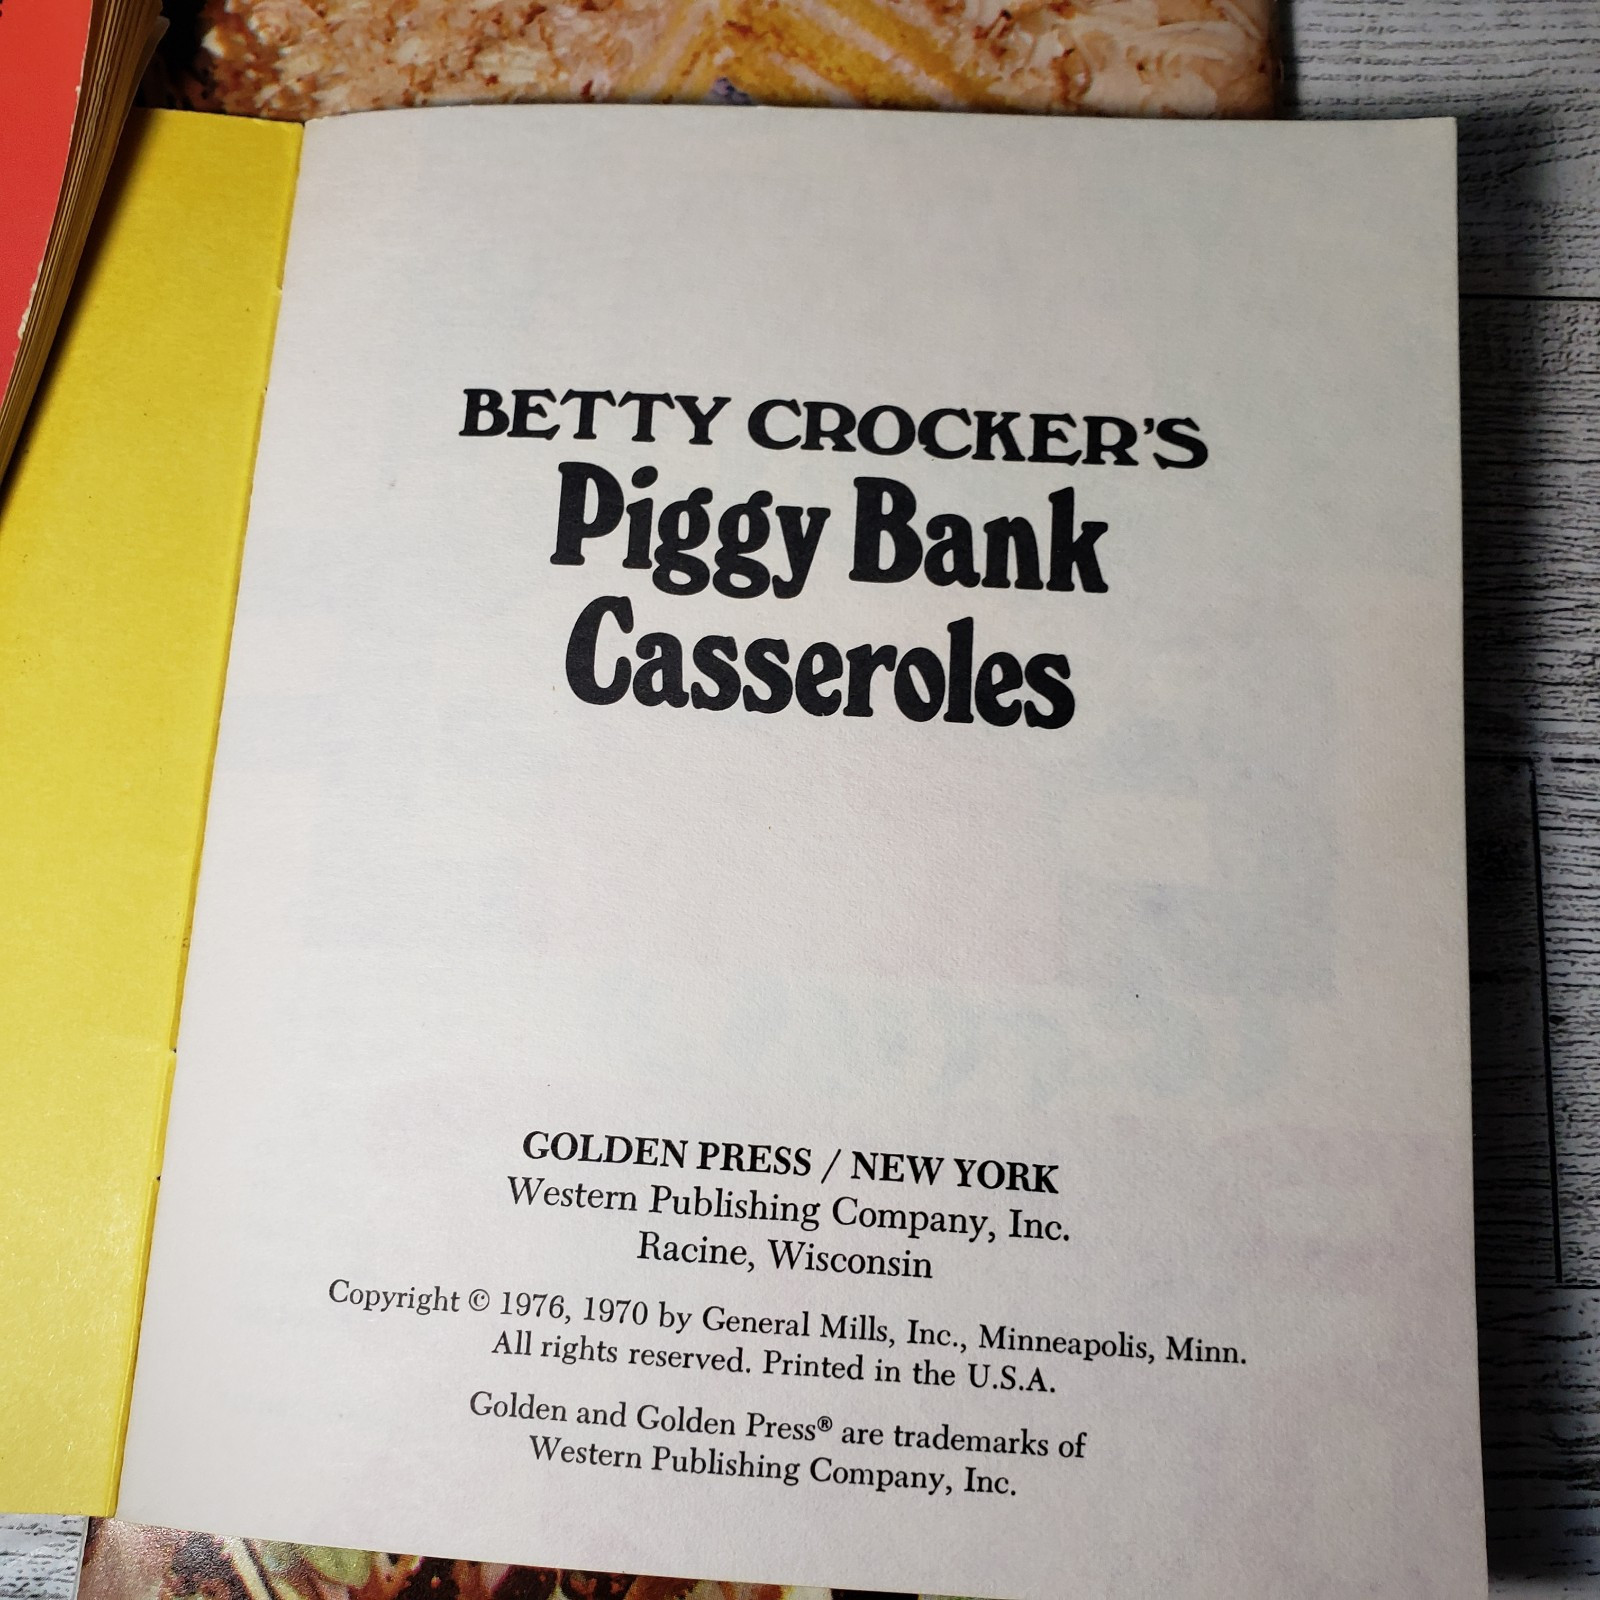 BETTY CROCKER'S
Piggy Bank
Casseroles
GOLDEN PRESS / NEW YORK
Western Publishing Company, Inc.
Racine, Wisconsin
Copyright © 1976, 1970 by General Mills, Inc., Minneapolis, Minn.
All rights reserved. Printed in the U.S.A.
Golden and Golden Press® are trademarks of
Western Publishing Company, Inc.